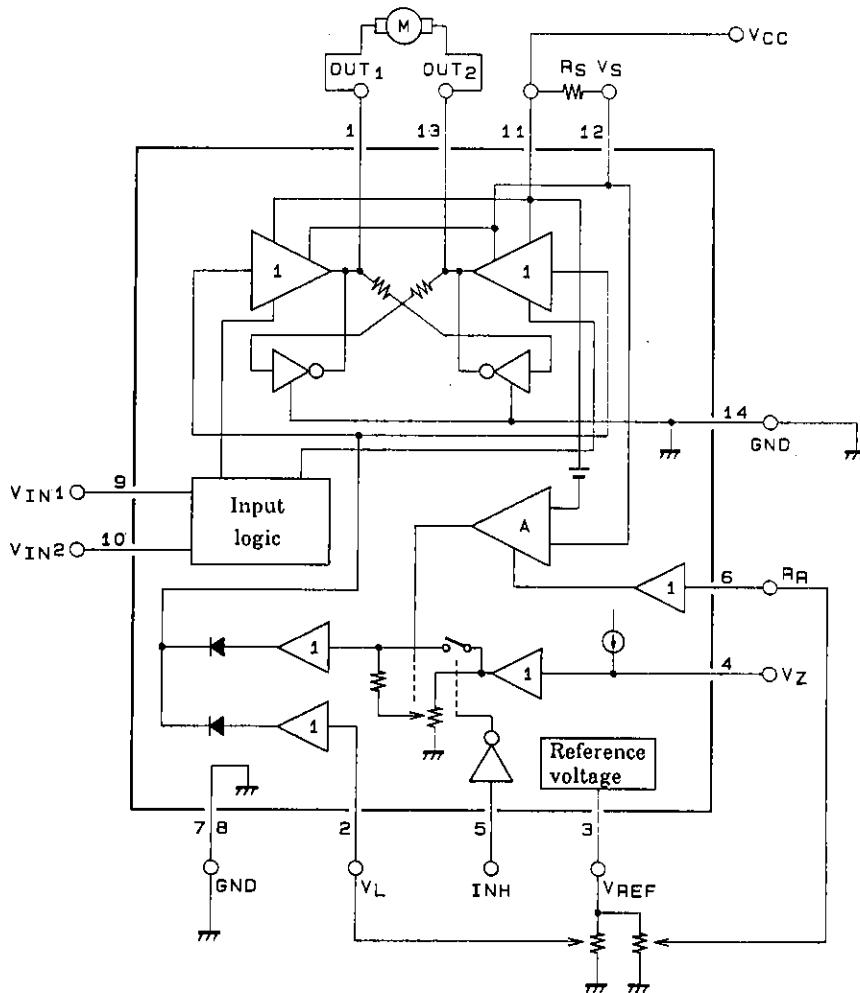 M
OUT1 OUT2
VCC
RS VS
1 13 11 12
1 1
14
GND
VIN1 9
VIN2 10
Input
logic
A
6 RA
1
1 1
4 VZ
1
Reference
voltage
7 8 2 5 3
GND VL INH VREF